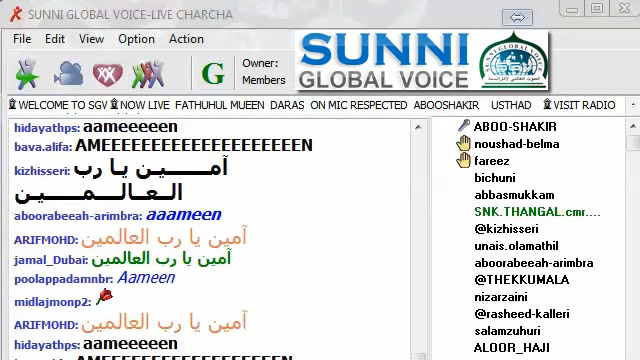 SUNNI GLOBAL VOICE-LIVE CHARCHA
File Edit View Option Action
SUNNI
GLOBAL VOICE
G
Owner:
Members
WELCOME TO SGV NOW LIVE FATHUHUL MUEEN DARAS ON MIC RESPECTED ABOOSHAKIR USTHAD VISIT RADIO
hidayathps: aameeeeen
bava.alifa: AMEEEEEEEEEEEEEEEEEEEEN
kizhisseri: آمــــــيـن يـا رب
الــعـالـــمـــــيــن
aboorabeeah-arimbra: aaameen
ARIFMOHD: آمين يا رب العالمين
jamal_Dubai: آمين يا رب العالمين
poolappadamnbr: Aameen
midlajmonp2:
ARIFMOHD: آمين يا رب العالمين
hidayathps: aameeeeen
ABOO-SHAKIR
noushad-belma
fareez
bichuni
abbasmukkam
SNK.THANGAL.cmr....
@kizhisseri
unais.olamathil
aboorabeeah-arimbra
@THEKKUMALA
nizarzaini
@rasheed-kalleri
salamzuhuri
ALOOR_HAJI